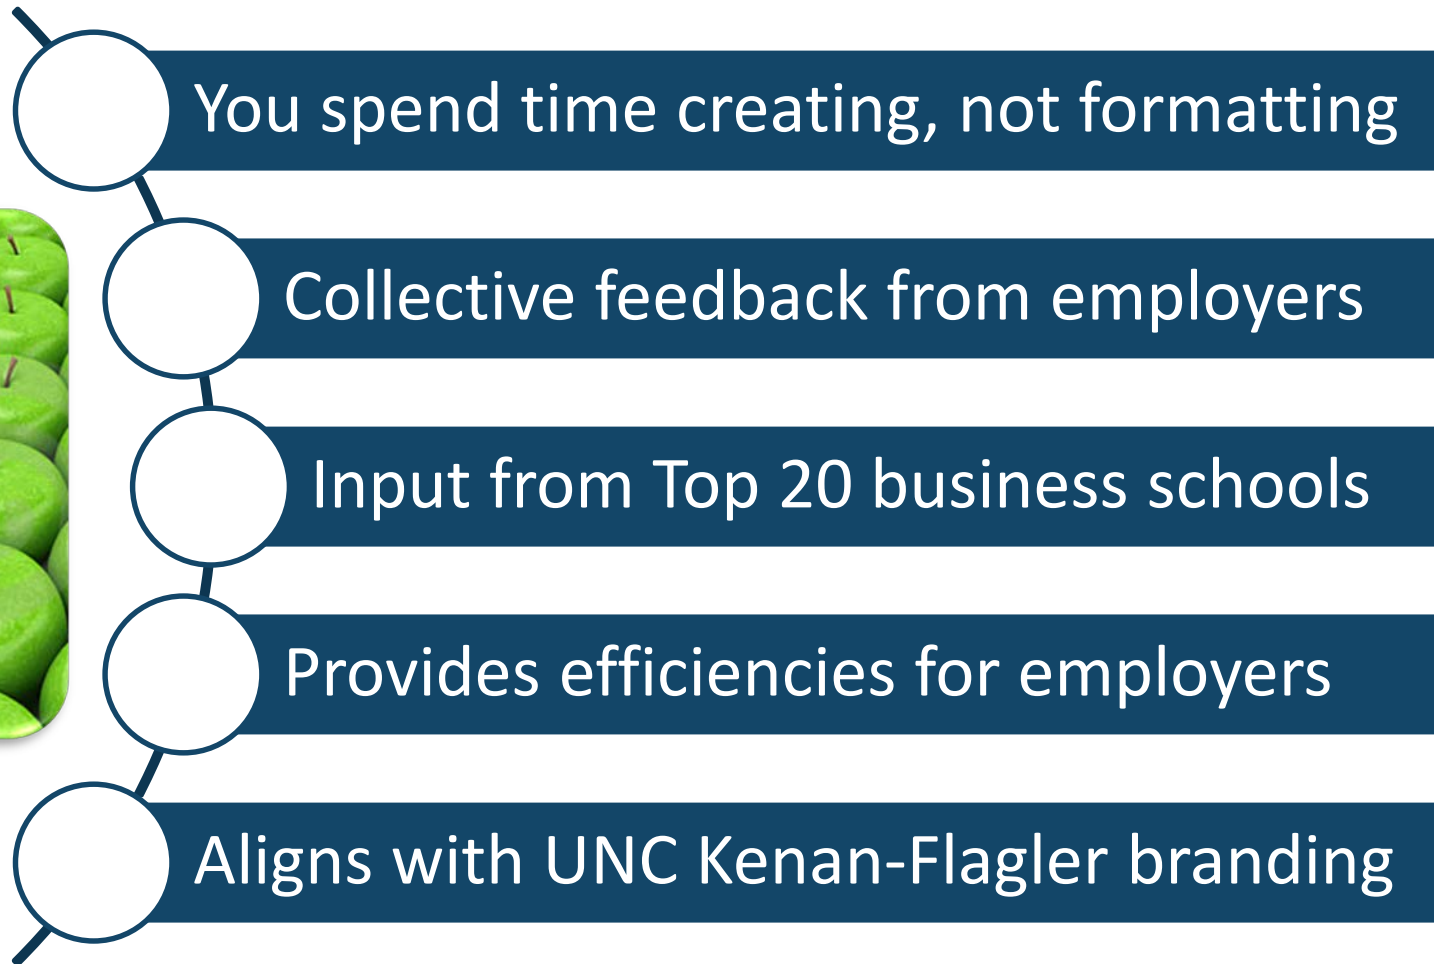 You spend time creating, not formatting
Collective feedback from employers
Input from Top 20 business schools
Provides efficiencies for employers
Aligns with UNC Kenan-Flagler branding